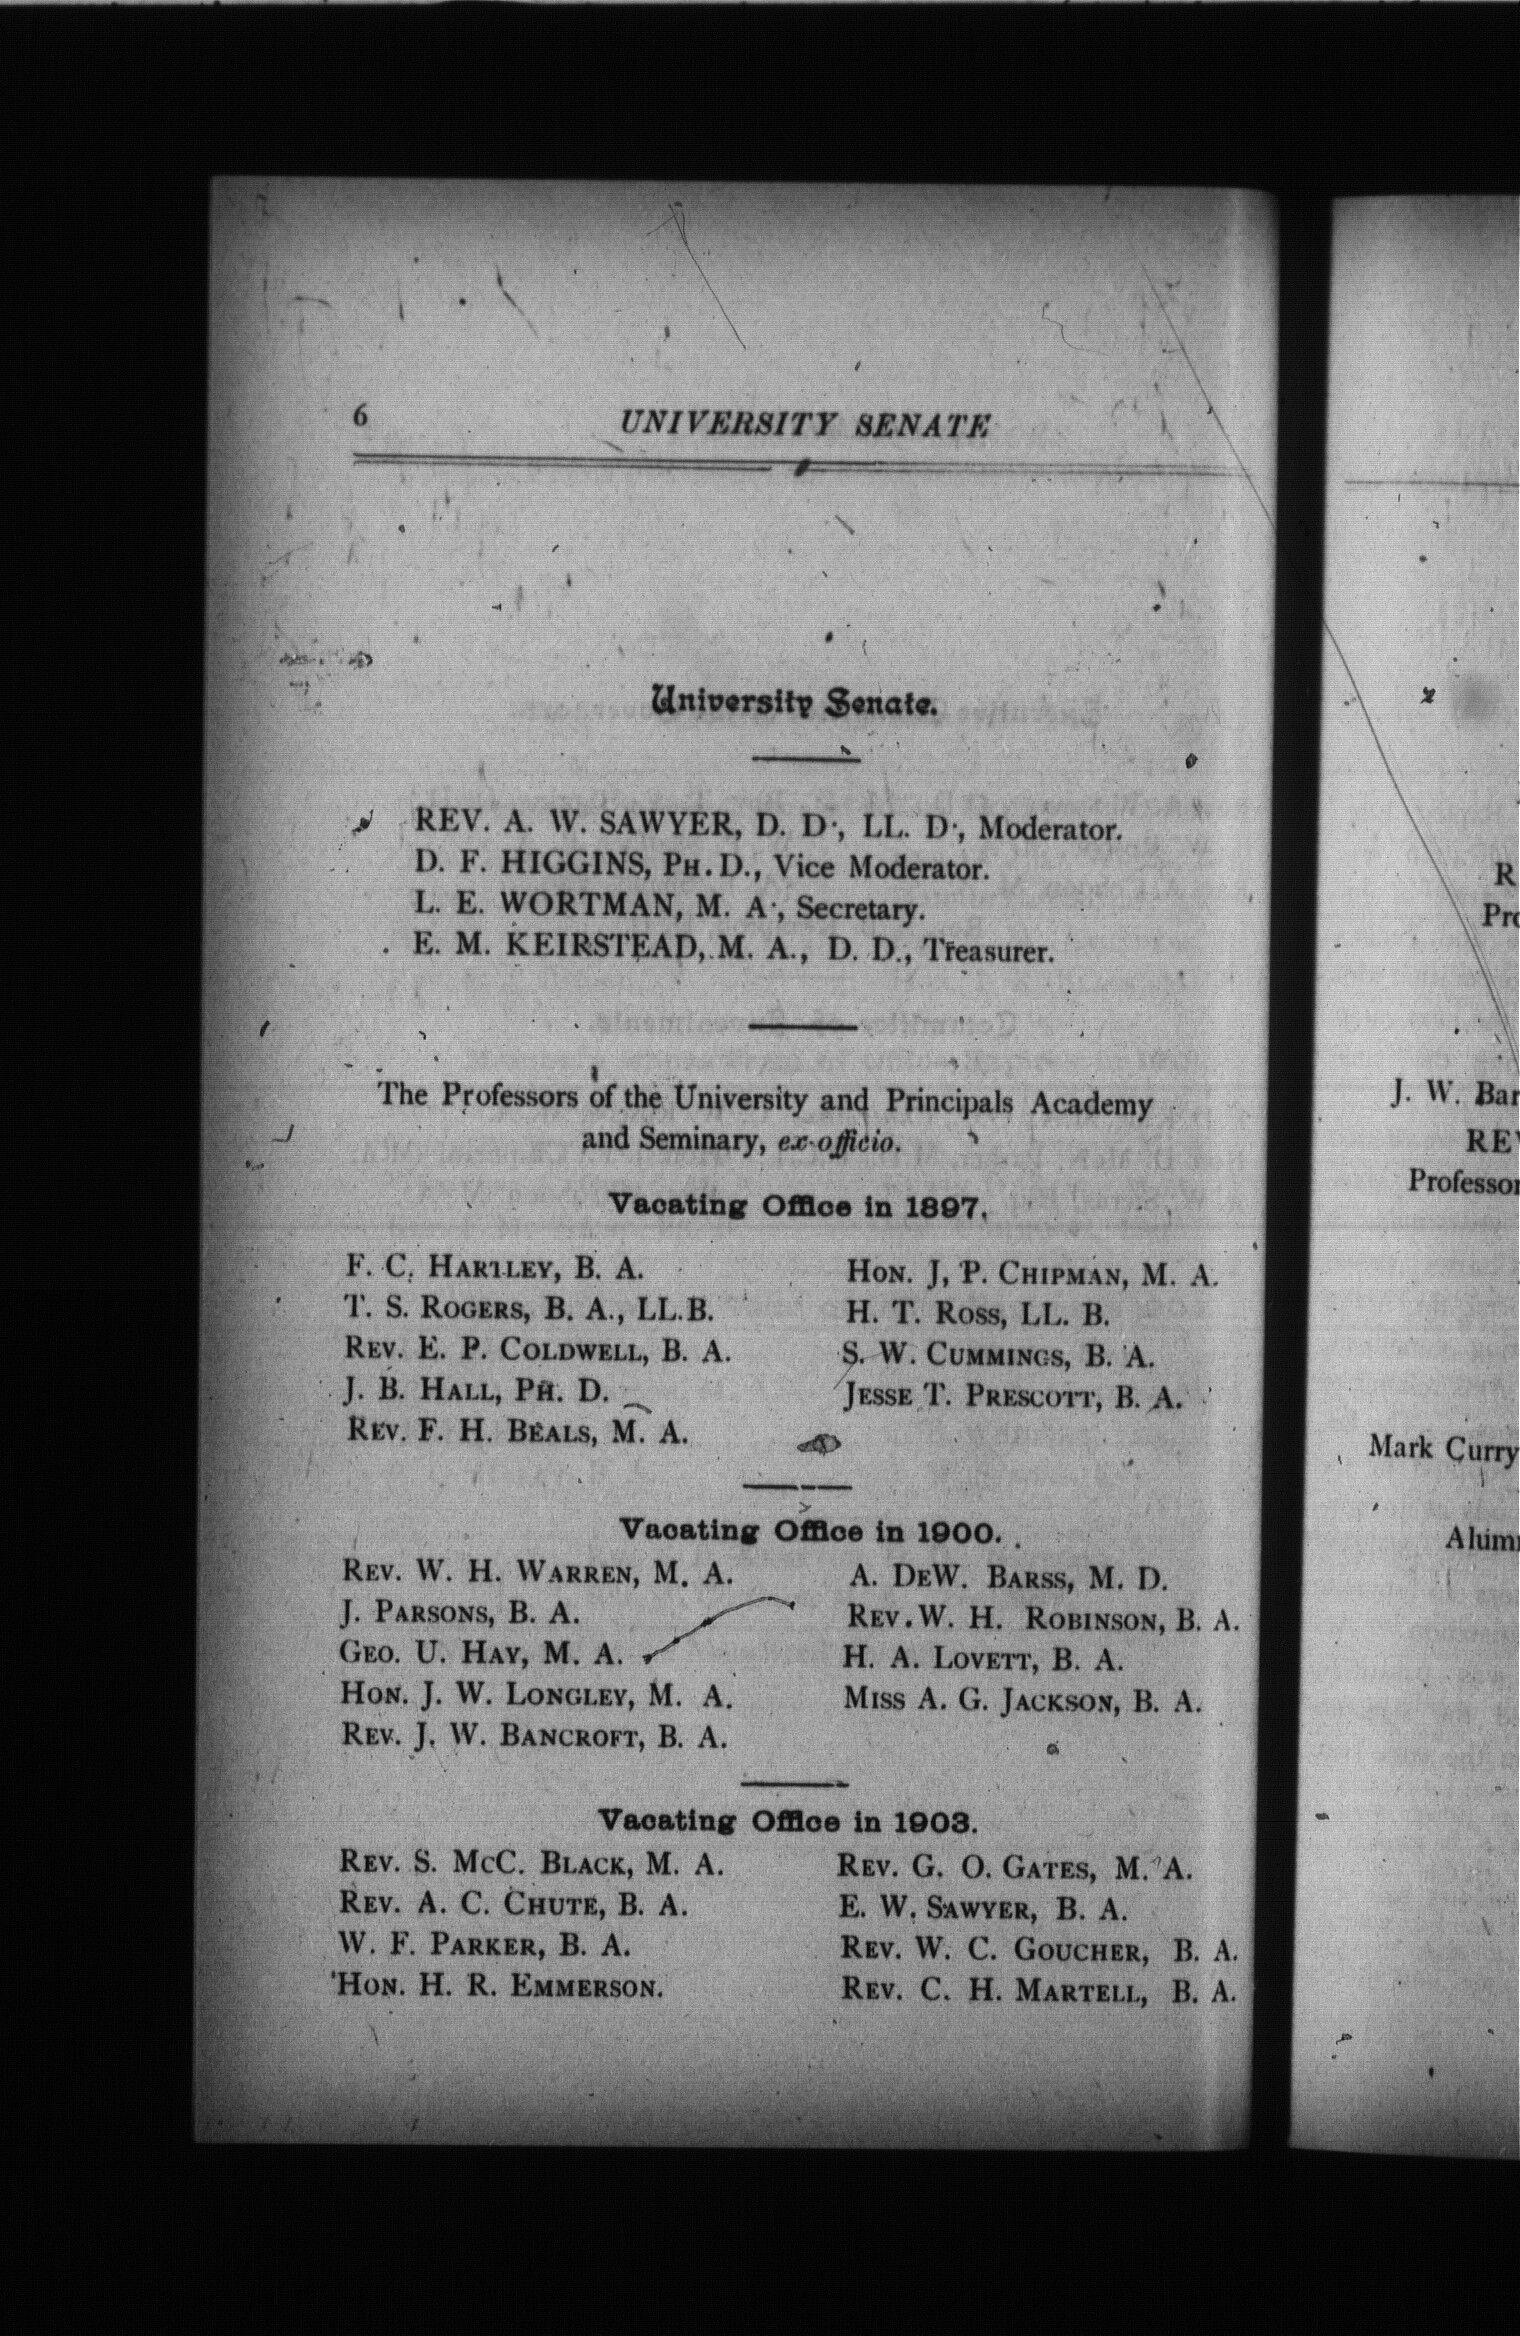 6 UNIVERSITY SENATE
University Senate.
REV. A. W. SAWYER, D. D., LL. D., Moderator.
D. F. HIGGINS, PH. D., Vice Moderator.
L. E. WORTMAN, M. A., Secretary.
E. M. KEIRSTEAD, M. A., D. D., Treasurer.
The Professors of the University and Principals Academy
and Seminary, ex-officio.
Vacating Office in 1897.
F. C. HARTLEY, B. A.
T. S. ROGERS, B. A., LL.B.
REV. E. P. COLDWELL, B. A.
J. B. HALL, PH. D.
REV. F. H. BEALS, M. A.
HON. J, P. CHIPMAN, M. A.
H. T. ROSS, LL. B.
S. W. CUMMINGS, B. A.
JESSE T. PRESCOTT, B. A.
Vacating Office in 1900.
REV. W. H. WARREN, M. A.
J. PARSONS, B. A.
GEO. U. HAY, M. A.
HON. J. W. LONGLEY, M. A.
REV. J. W. BANCROFT, B. A.
A. DEW. BARSS, M. D.
REV. W. H. ROBINSON, B. A.
H. A. LOVETT, B. A.
MISS A. G. JACKSON, B. A.
Vacating Office in 1903.
REV. S. MCC. BLACK, M. A.
REV. A. C. CHUTE, B. A.
W. F. PARKER, B. A.
HON. H. R. EMMERSON.
REV. G. O. GATES, M. A.
E. W. SAWYER, B. A.
REV. W. C. GOUCHER, B. A.
REV. C. H. MARTELL, B. A.
J. W.
Professor
Mark Curry